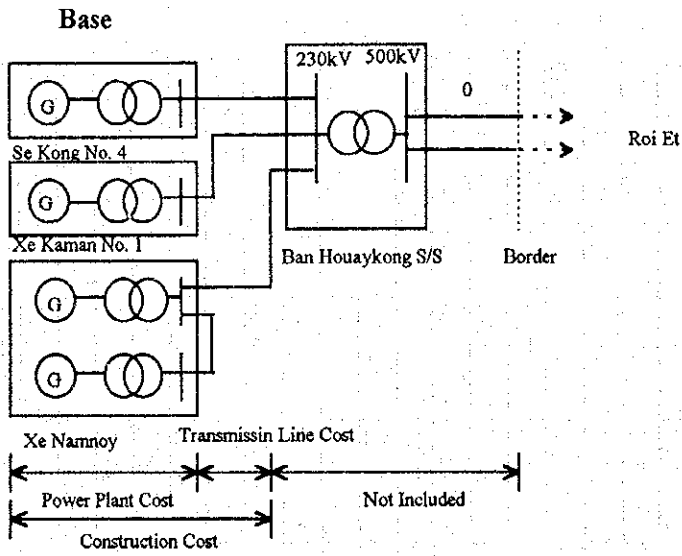 Base
230kV 500kV
G
0
Roi Et
Se Kong No. 4
G
Xe Kaman No. 1
Ban Houaykong S/S
Border
G
G
Xe Namnoy
Transmissin Line Cost
Power Plant Cost
Not Included
Construction Cost